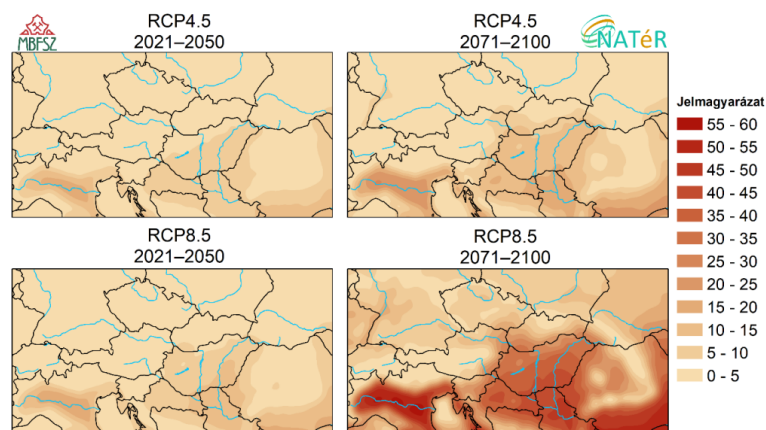 MBFSZ
RCP4.5
2021–2050
RCP4.5
2071–2100
NATéR
RCP8.5
2021–2050
RCP8.5
2071–2100
Jelmagyarázat
55 - 60
50 - 55
45 - 50
40 - 45
35 - 40
30 - 35
25 - 30
20 - 25
15 - 20
10 - 15
5 - 10
0 - 5